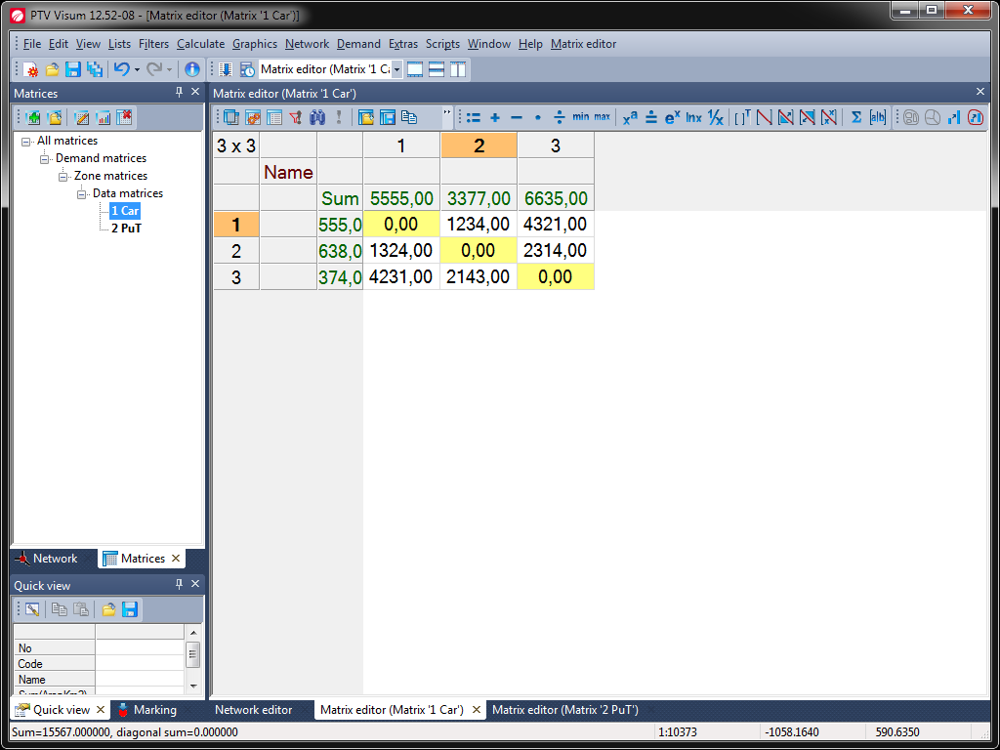 PTV Visum 12.52-08 - [Matrix editor (Matrix '1 Car')]
File Edit View Lists Filters Calculate Graphics Network Demand Extras Scripts Window Help Matrix editor
Matrix editor (Matrix '1 C
Matrices
Matrix editor (Matrix '1 Car')
min max xᵃ eˣ lnx 1/x [ ]ᵀ Σ [alb]
All matrices
Demand matrices
Zone matrices
Data matrices
1 Car
2 PuT
3 x 3 1 2 3
Name
Sum 5555,00 3377,00 6635,00
1 555,0 0,00 1234,00 4321,00
2 638,0 1324,00 0,00 2314,00
3 374,0 4231,00 2143,00 0,00
Network Matrices
Quick view
No
Code
Name
Sum(AreaKm2)
Quick view Marking
Network editor Matrix editor (Matrix '1 Car') Matrix editor (Matrix '2 PuT')
Sum=15567.000000, diagonal sum=0.000000 1:10373 -1058.1640 590.6350